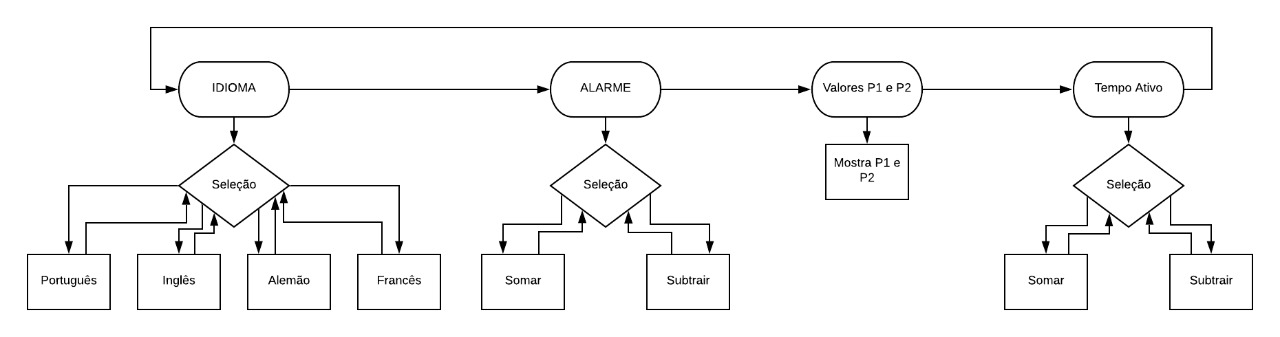 IDIOMA
ALARME
Valores P1 e P2
Tempo Ativo
Seleção
Seleção
Mostra P1 e
P2
Seleção
Português
Inglês
Alemão
Francês
Somar
Subtrair
Somar
Subtrair